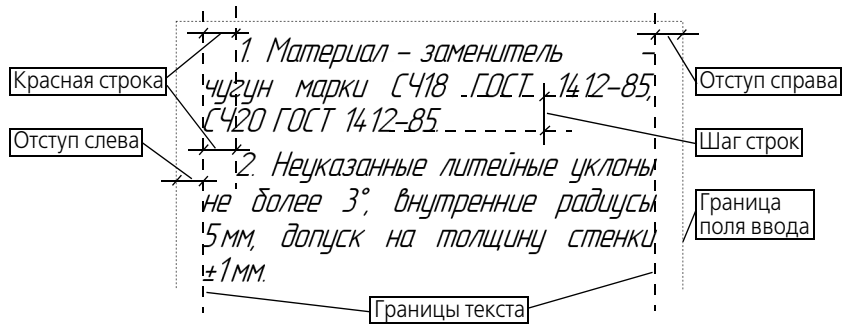 1. Материал – заменитель –
Красная строка
чугун марки СЧ18 ГОСТ 1412–85,
Отступ справа
СЧ20 ГОСТ 1412–85.
Отступ слева
Шаг строк
2. Неуказанные литейные уклоны
не более 3°, внутренние радиусы
Граница
поля ввода
5 мм, допуск на толщину стенки
±1 мм.
Границы текста